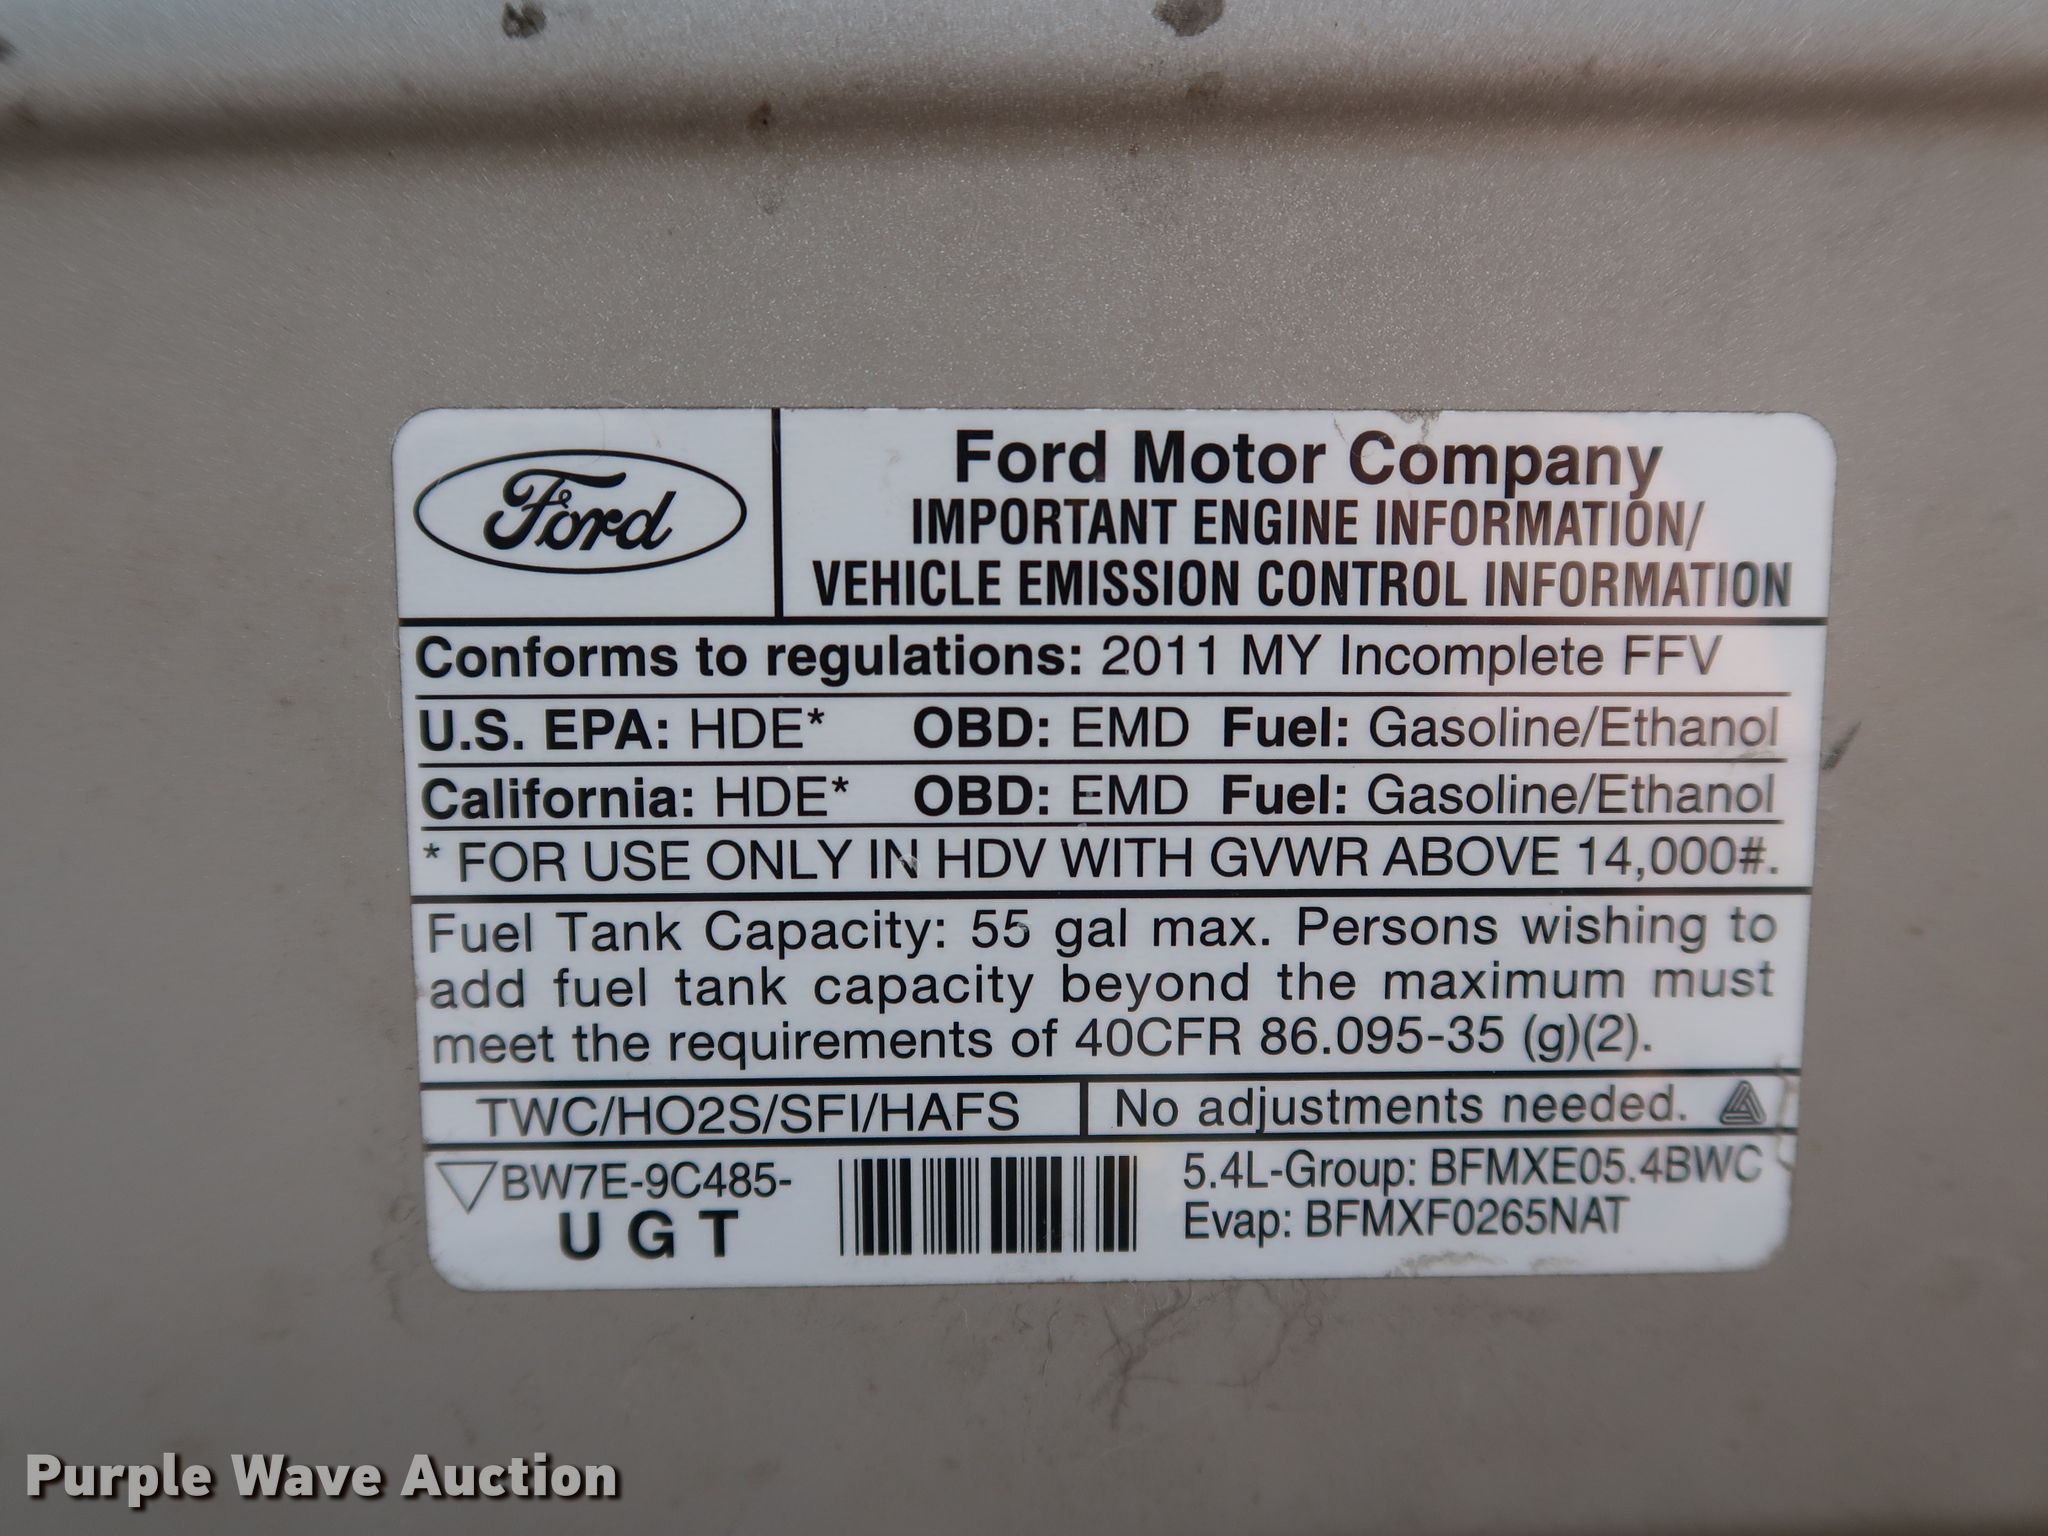 Ford
Ford Motor Company
IMPORTANT ENGINE INFORMATION/
VEHICLE EMISSION CONTROL INFORMATION
Conforms to regulations: 2011 MY Incomplete FFV
U.S. EPA: HDE* OBD: EMD Fuel: Gasoline/Ethanol
California: HDE* OBD: EMD Fuel: Gasoline/Ethanol
* FOR USE ONLY IN HDV WITH GVWR ABOVE 14,000#.
Fuel Tank Capacity: 55 gal max. Persons wishing to
add fuel tank capacity beyond the maximum must
meet the requirements of 40CFR 86.095-35 (g)(2).
TWC/HO2S/SFI/HAFS No adjustments needed.
BW7E-9C485-
UGT
5.4L-Group: BFMXE05.4BWC
Evap: BFMXF0265NAT
Purple Wave Auction